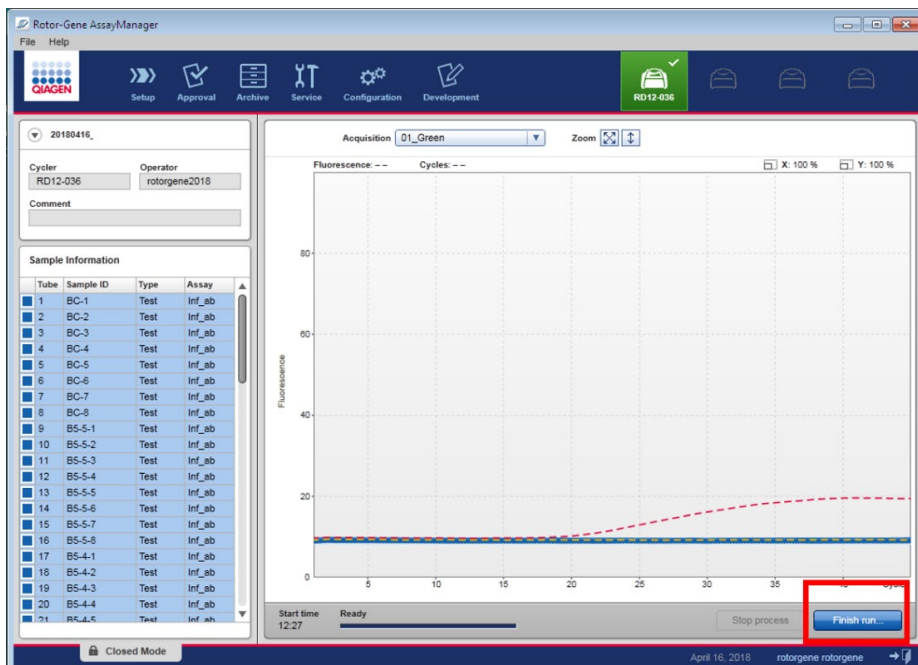 Rotor-Gene AssayManager
File Help
QIAGEN
Setup Approval Archive Service Configuration Development
RD12-036
20180416_
Cycler Operator
RD12-036 rotorgene2018
Comment
Sample Information
Tube Sample ID Type Assay
1 BC-1 Test Inf_ab
2 BC-2 Test Inf_ab
3 BC-3 Test Inf_ab
4 BC-4 Test Inf_ab
5 BC-5 Test Inf_ab
6 BC-6 Test Inf_ab
7 BC-7 Test Inf_ab
8 BC-8 Test Inf_ab
9 B5-5-1 Test Inf_ab
10 B5-5-2 Test Inf_ab
11 B5-5-3 Test Inf_ab
12 B5-5-4 Test Inf_ab
13 B5-5-5 Test Inf_ab
14 B5-5-6 Test Inf_ab
15 B5-5-7 Test Inf_ab
16 B5-5-8 Test Inf_ab
17 B5-4-1 Test Inf_ab
18 B5-4-2 Test Inf_ab
19 B5-4-3 Test Inf_ab
20 B5-4-4 Test Inf_ab
21 B5-4-5 Test Inf_ab
Acquisition 01_Green Zoom
Fluorescence: -- Cycles: -- X: 100 % Y: 100 %
80
60
Fluorescence
40
20
0
5 10 15 20 25 30 35
Start time Ready
12:27
Stop process Finish run...
Closed Mode
April 16, 2018 rotorgene rotorgene